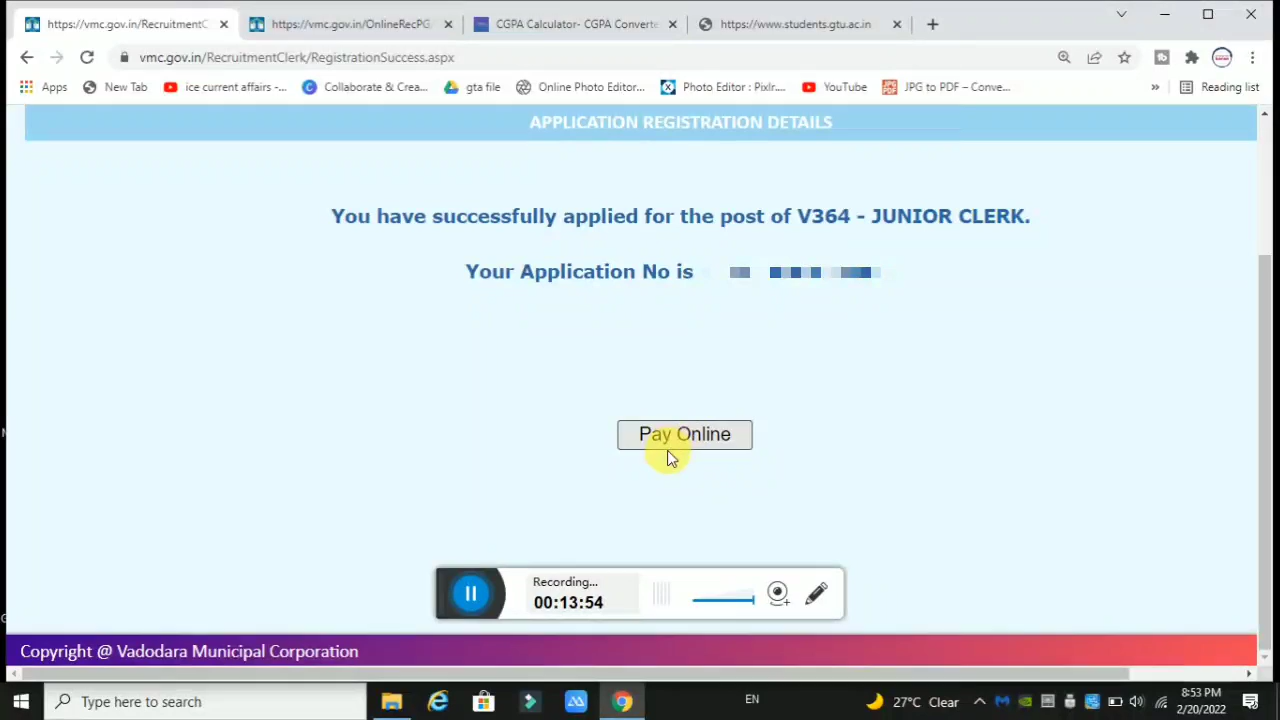 https://vmc.gov.in/RecruitmentC
https://vmc.gov.in/OnlineRecPG
CGPA Calculator- CGPA Converte
https://www.students.gtu.ac.in
vmc.gov.in/RecruitmentClerk/RegistrationSuccess.aspx
Apps
New Tab
ice current affairs -...
Collaborate & Crea...
gta file
Online Photo Editor...
Photo Editor : Pixlr....
YouTube
JPG to PDF – Conve...
»
Reading list
APPLICATION REGISTRATION DETAILS
You have successfully applied for the post of V364 - JUNIOR CLERK.
Your Application No is
Pay Online
Recording...
00:13:54
Copyright @ Vadodara Municipal Corporation
Type here to search
EN
27°C Clear
8:53 PM
2/20/2022